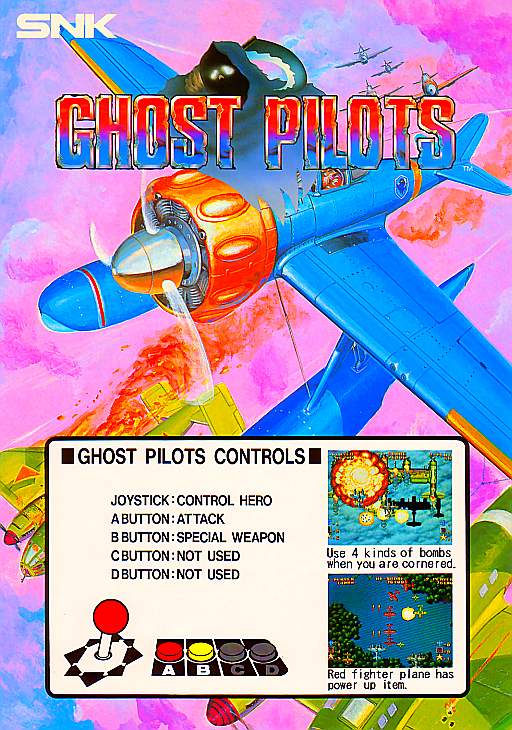 SNK
GHOST PILOTS
TM
GHOST PILOTS CONTROLS
JOYSTICK:CONTROL HERO
A BUTTON:ATTACK
B BUTTON:SPECIAL WEAPON
C BUTTON:NOT USED
D BUTTON:NOT USED
A B C D
Use 4 kinds of bombs
when you are cornered.
Red fighter plane has
power up item.